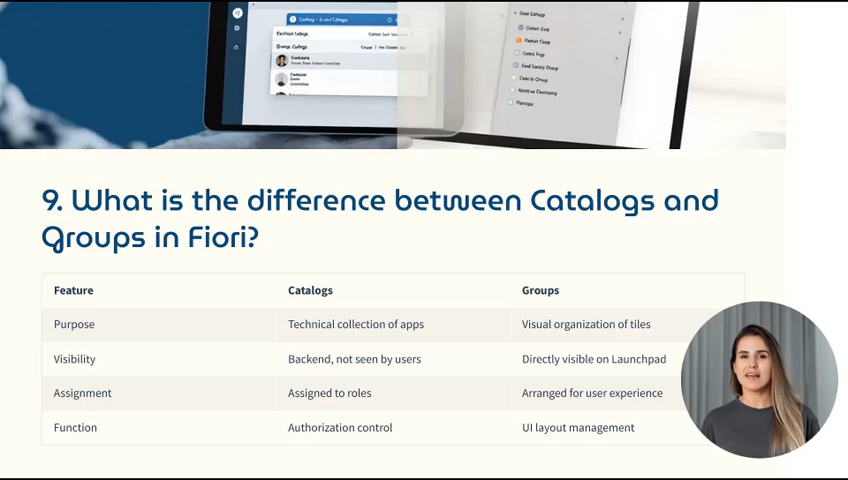 9. What is the difference between Catalogs and
Groups in Fiori?
Feature Catalogs Groups
Purpose Technical collection of apps Visual organization of tiles
Visibility Backend, not seen by users Directly visible on Launchpad
Assignment Assigned to roles Arranged for user experience
Function Authorization control UI layout management